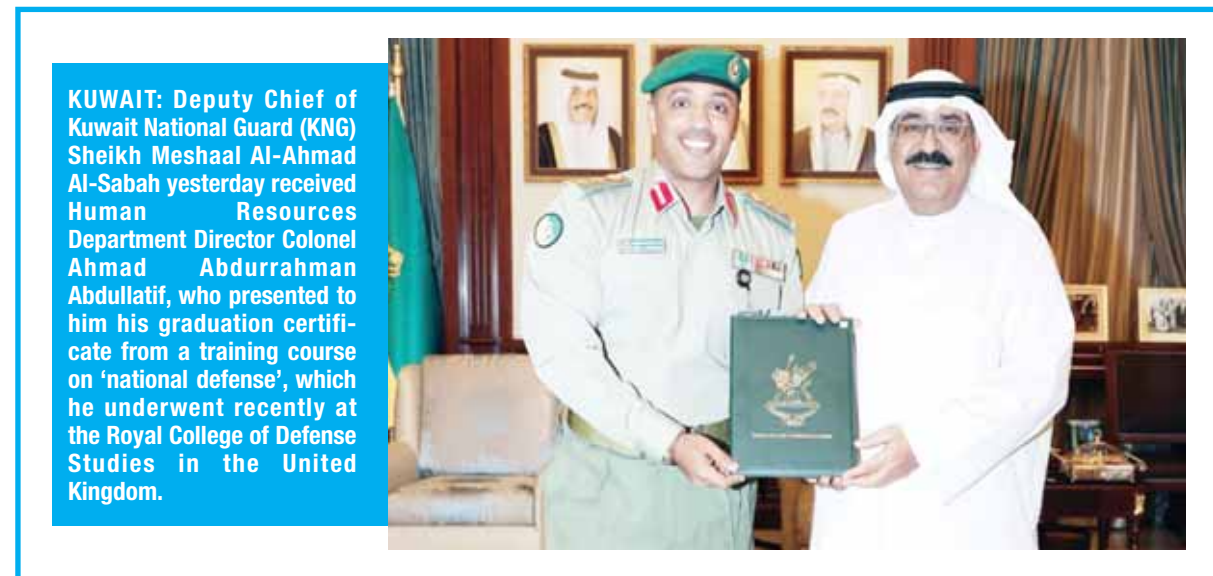 KUWAIT: Deputy Chief of
Kuwait National Guard (KNG)
Sheikh Meshaal Al-Ahmad
Al-Sabah yesterday received
Human Resources
Department Director Colonel
Ahmad Abdurrahman
Abdullatif, who presented to
him his graduation certifi-
cate from a training course
on ‘national defense’, which
he underwent recently at
the Royal College of Defense
Studies in the United
Kingdom.